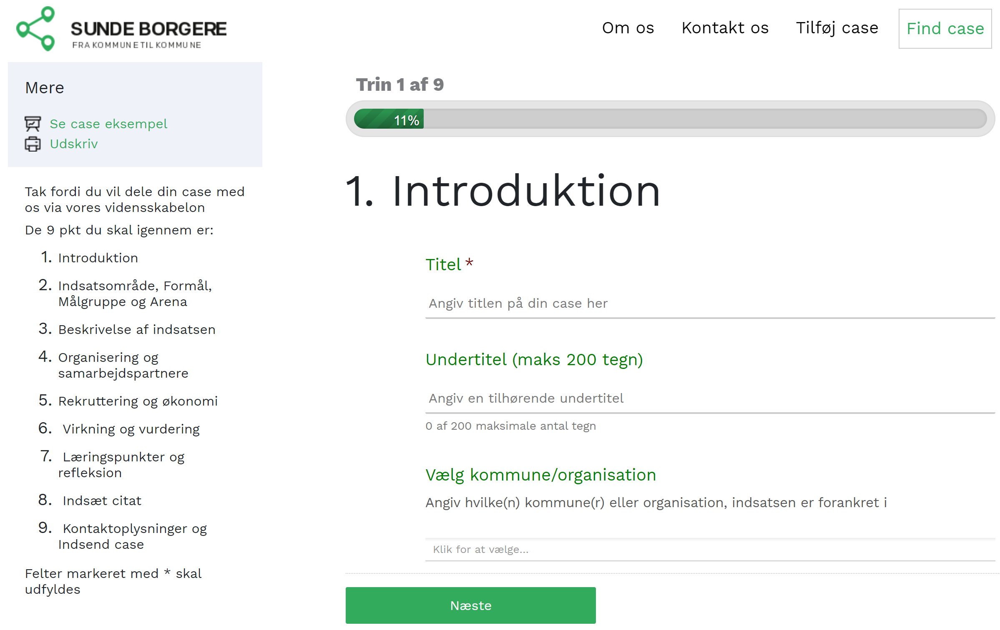 SUNDE BORGERE
FRA KOMMUNE TIL KOMMUNE
Om os
Kontakt os
Tilføj case
Find case
Mere
Se case eksempel
Udskriv
Tak fordi du vil dele din case med
os via vores vidensskabelon
De 9 pkt du skal igennem er:
1. Introduktion
2. Indsatsområde, Formål,
Målgruppe og Arena
3. Beskrivelse af indsatsen
4. Organisering og
samarbejdspartnere
5. Rekruttering og økonomi
6. Virkning og vurdering
7. Læringspunkter og
refleksion
8. Indsæt citat
9. Kontaktoplysninger og
Indsend case
Felter markeret med * skal
udfyldes
Trin 1 af 9
11%
1. Introduktion
Titel *
Angiv titlen på din case her
Undertitel (maks 200 tegn)
Angiv en tilhørende undertitel
0 af 200 maksimale antal tegn
Vælg kommune/organisation
Angiv hvilke(n) kommune(r) eller organisation, indsatsen er forankret i
Klik for at vælge...
Næste